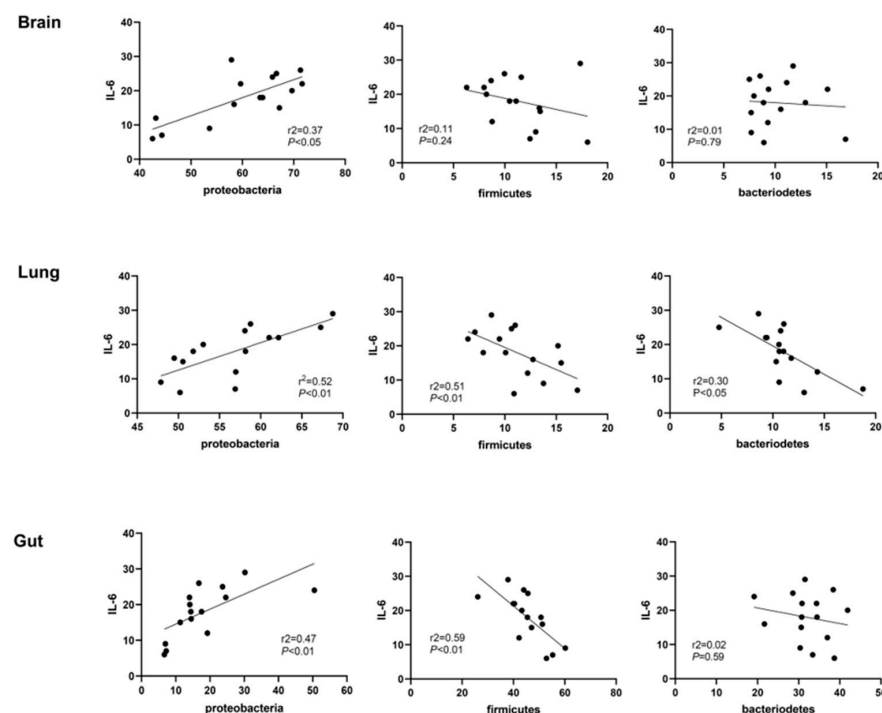 Brain
40
30
20
10
0
IL-6
r2=0.37
P<0.05
40 50 60 70 80
proteobacteria
40
30
20
10
0
IL-6
r2=0.11
P=0.24
0 5 10 15 20
firmicutes
40
30
20
10
0
IL-6
r2=0.01
P=0.79
0 5 10 15 20
bacteriodetes
Lung
40
30
20
10
0
IL-6
r²=0.52
P<0.01
45 50 55 60 65 70
proteobacteria
40
30
20
10
0
IL-6
r2=0.51
P<0.01
0 5 10 15 20
firmicutes
40
30
20
10
0
IL-6
r2=0.30
P<0.05
0 5 10 15 20
bacteriodetes
Gut
40
30
20
10
0
IL-6
r2=0.47
P<0.01
0 10 20 30 40 50 60
proteobacteria
40
30
20
10
0
IL-6
r2=0.59
P<0.01
0 20 40 60 80
firmicutes
40
30
20
10
0
IL-6
r2=0.02
P=0.59
0 10 20 30 40 50
bacteriodetes